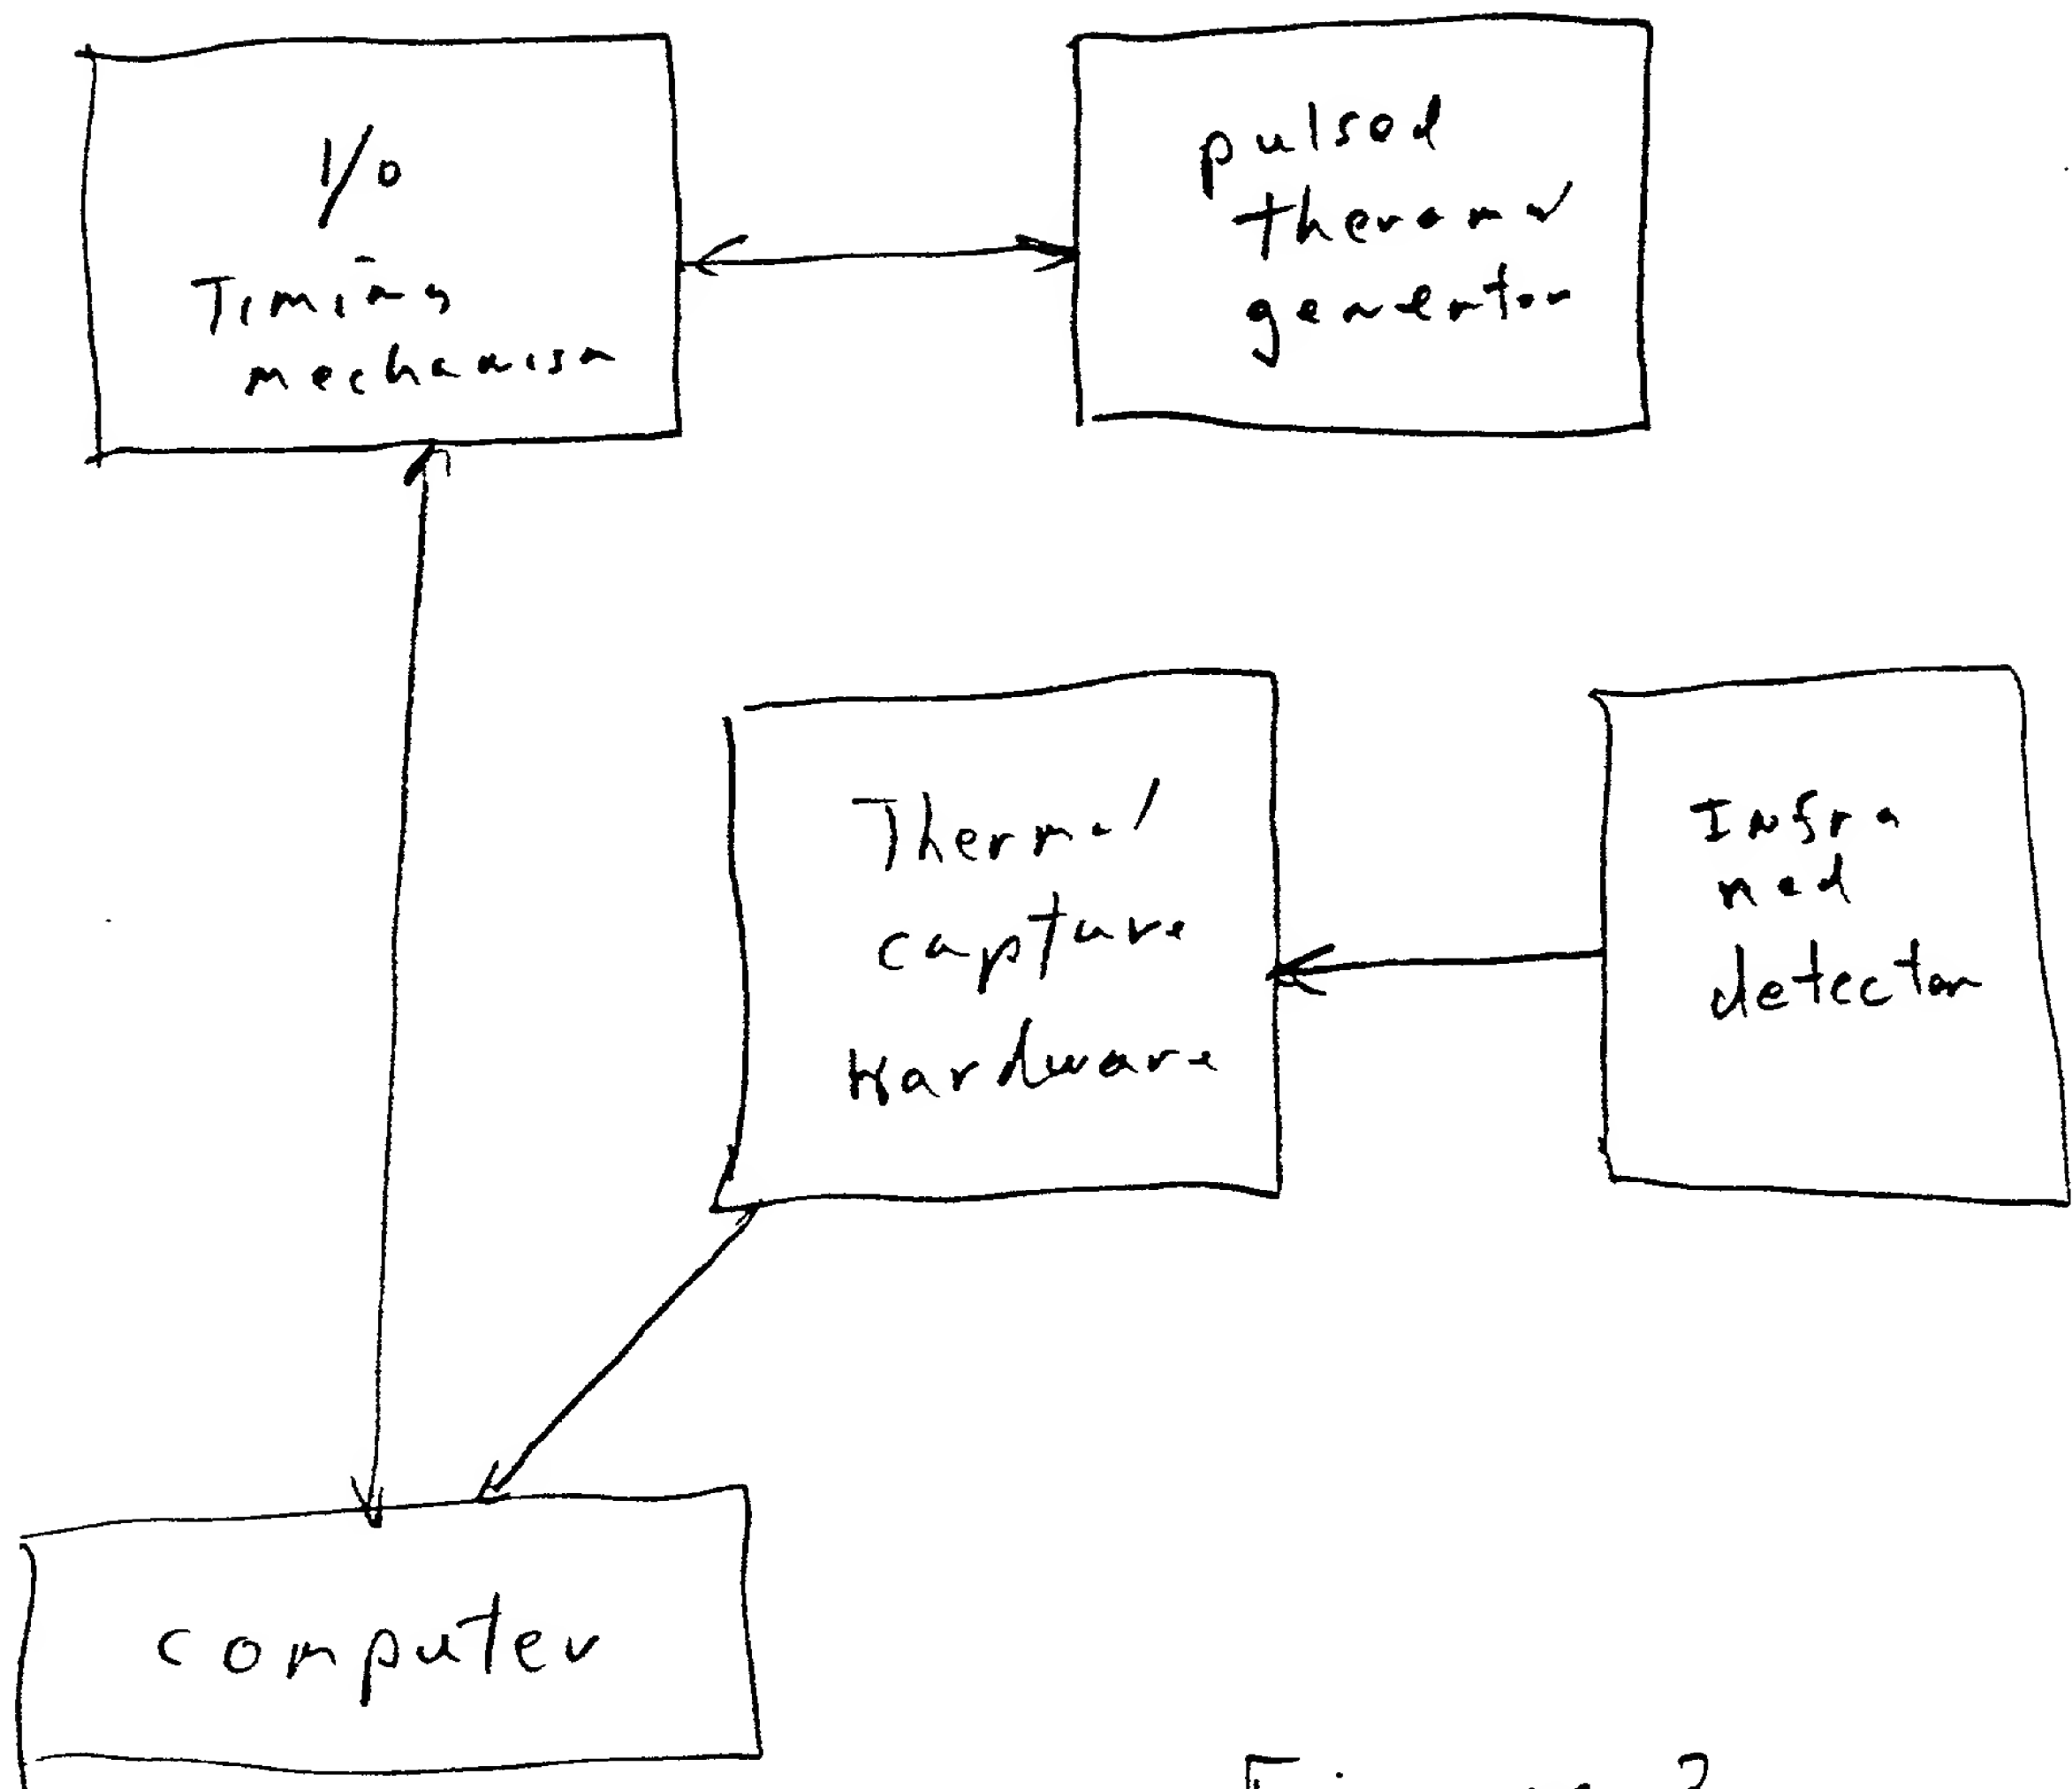 I/O
Timing
mechanism
pulsed
thermal
generator
Thermal
capture
Hardware
Infra
red
detector
computer